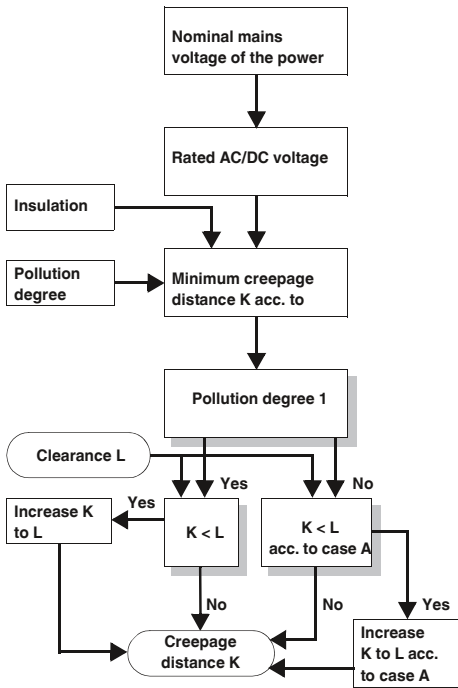 Nominal mains
voltage of the power
Rated AC/DC voltage
Insulation
Pollution
degree
Minimum creepage
distance K acc. to
Pollution degree 1
Clearance L
Yes
No
Increase K
to L
Yes
K < L
K < L
acc. to case A
No
No
Yes
Creepage
distance K
Increase
K to L acc.
to case A